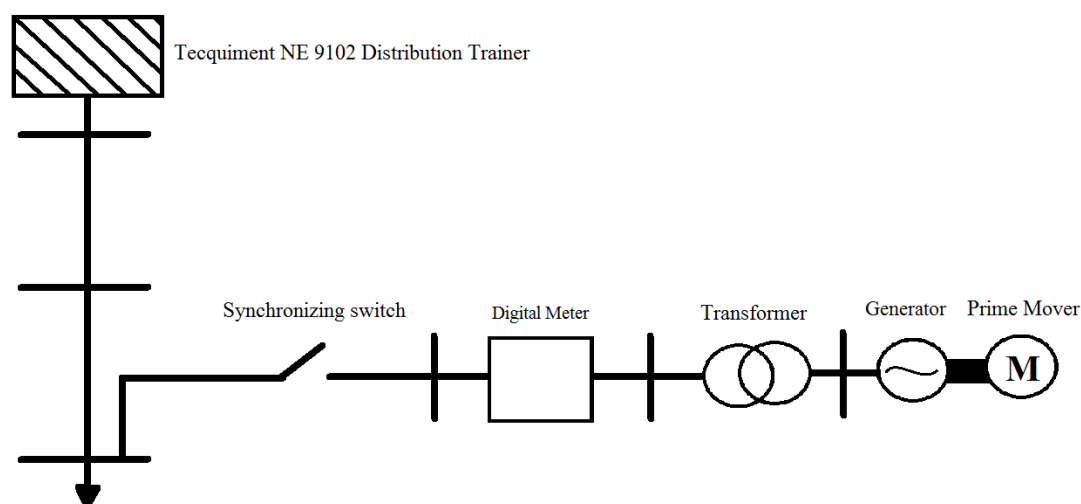 Tecquiment NE 9102 Distribution Trainer
Synchronizing switch
Digital Meter
Transformer
Generator
Prime Mover
M